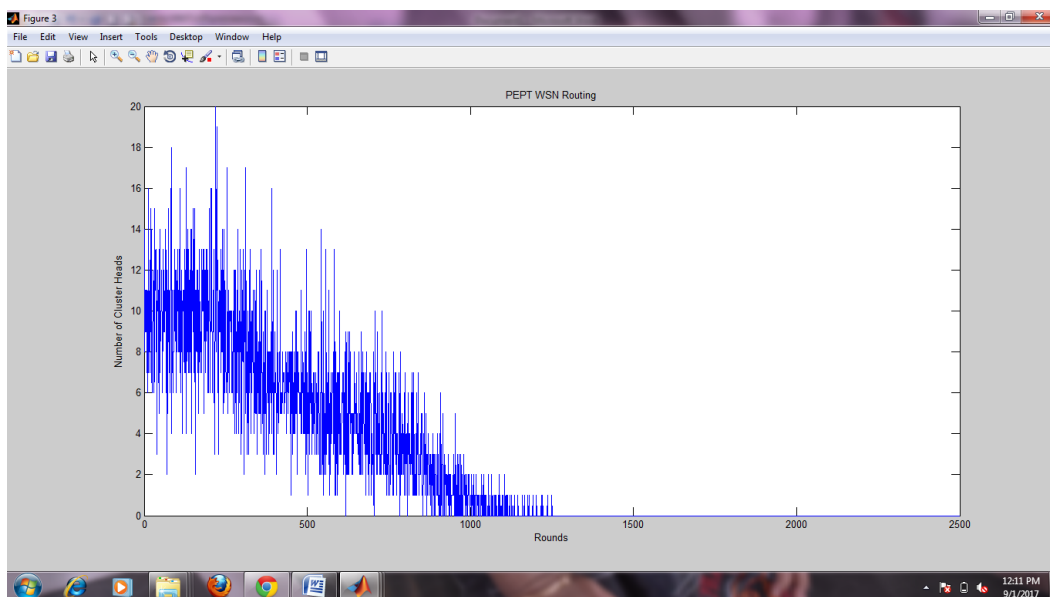 Figure 3
File Edit View Insert Tools Desktop Window Help
PEPT WSN Routing
20
18
16
14
12
10
8
6
4
2
0
Number of Cluster Heads
0 500 1000 1500 2000 2500
Rounds
12:11 PM
9/1/2017